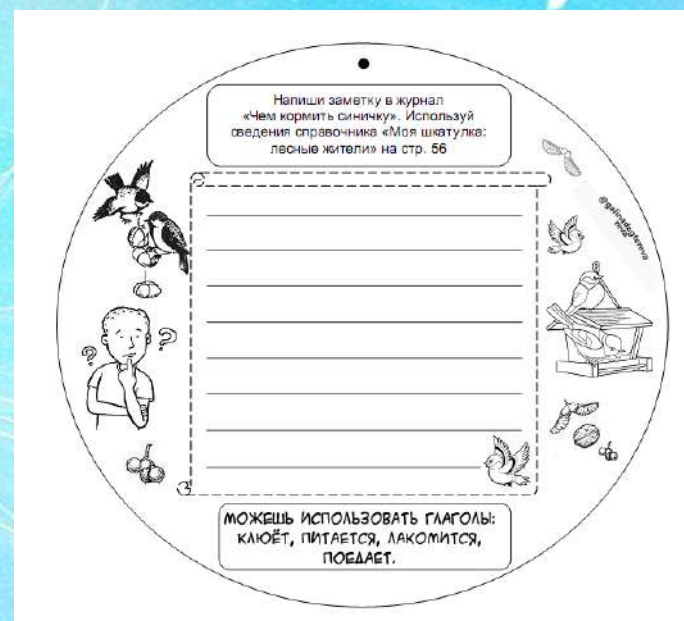 Напиши заметку в журнал
«Чем кормить синичку». Используй
сведения справочника «Моя шкатулка:
лесные жители» на стр. 56
МОЖЕШЬ ИСПОЛЬЗОВАТЬ ГЛАГОЛЫ:
КЛЮЁТ, ПИТАЕТСЯ, ЛАКОМИТСЯ,
ПОЕДАЕТ.